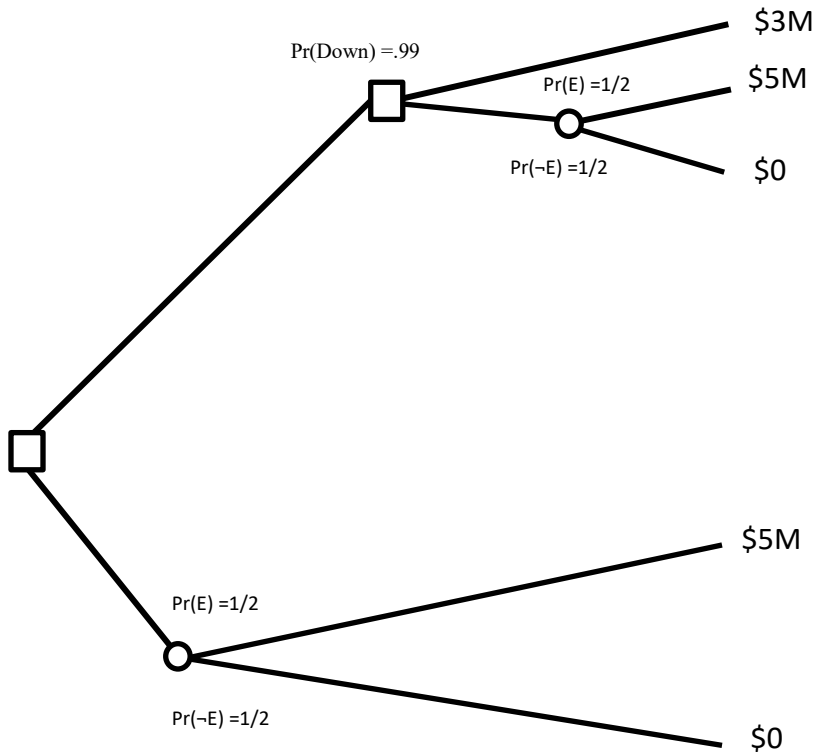 $3M
Pr(Down) =.99
Pr(E) =1/2
$5M
Pr(¬E) =1/2
$0
$5M
Pr(E) =1/2
Pr(¬E) =1/2
$0